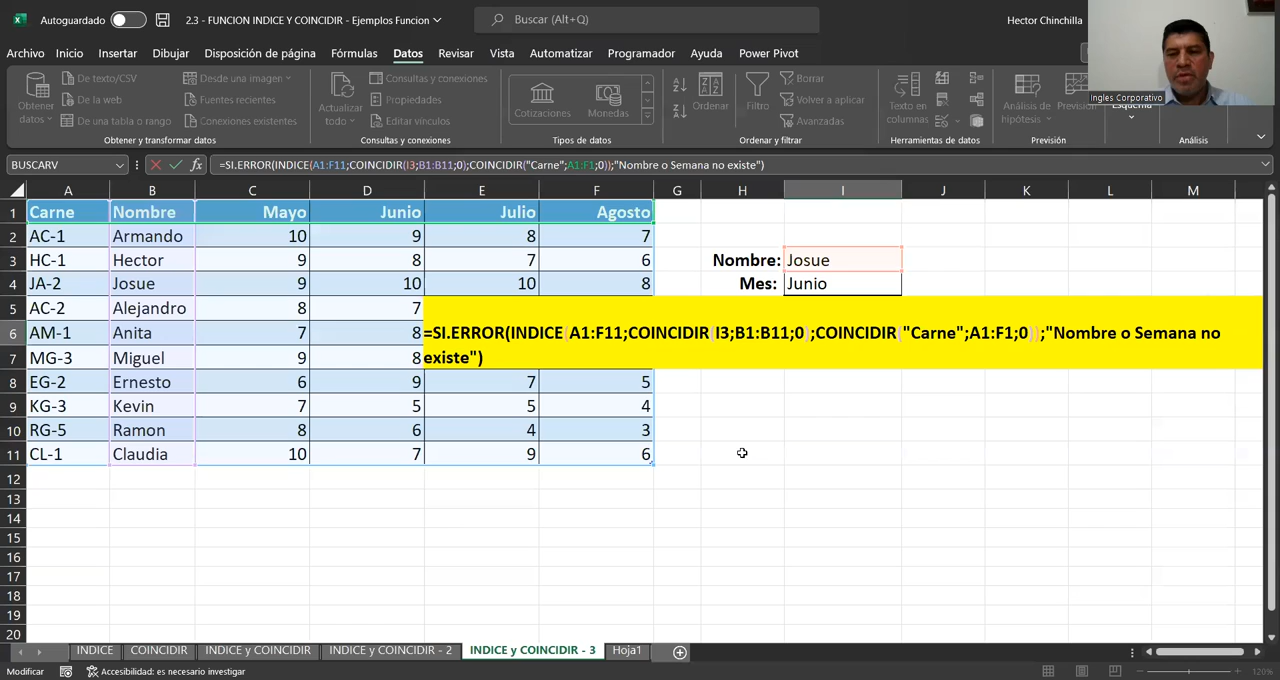 Autoguardado 2.3 - FUNCION INDICE Y COINCIDIR - Ejemplos Funcion Buscar (Alt+Q) Hector Chinchilla
Archivo Inicio Insertar Dibujar Disposición de página Fórmulas Datos Revisar Vista Automatizar Programador Ayuda Power Pivot
Ingles Corporativo
Obtener datos De texto/CSV Desde una imagen Actualizar todo Consultas y conexiones Cotizaciones Monedas Ordenar Filtro Borrar Texto en columnas Análisis de hipótesis Previsión Esquema
De la web Fuentes recientes Propiedades Volver a aplicar
De una tabla o rango Conexiones existentes Editar vínculos Avanzadas
Obtener y transformar datos Consultas y conexiones Tipos de datos Ordenar y filtrar Herramientas de datos Previsión Análisis
BUSCARV fx =SI.ERROR(INDICE(A1:F11;COINCIDIR(I3;B1:B11;0);COINCIDIR("Carne";A1:F1;0));"Nombre o Semana no existe")
A B C D E F G H I J K L M
1 Carne Nombre Mayo Junio Julio Agosto
2 AC-1 Armando 10 9 8 7
3 HC-1 Hector 9 8 7 6 Nombre: Josue
4 JA-2 Josue 9 10 10 8 Mes: Junio
5 AC-2 Alejandro 8 7
6 AM-1 Anita 7 8 =SI.ERROR(INDICE(A1:F11;COINCIDIR(I3;B1:B11;0);COINCIDIR("Carne";A1:F1;0));"Nombre o Semana no
7 MG-3 Miguel 7 8 existe")
8 EG-2 Ernesto 6 9 7 5
9 KG-3 Kevin 7 5 5 4
10 RG-5 Ramon 8 6 4 3
11 CL-1 Claudia 10 7 9 6
12
13
14
15
16
17
18
19
20
INDICE COINCIDIR INDICE y COINCIDIR INDICE y COINCIDIR - 2 INDICE y COINCIDIR - 3 Hoja1
Modificar Accesibilidad: es necesario investigar 120%